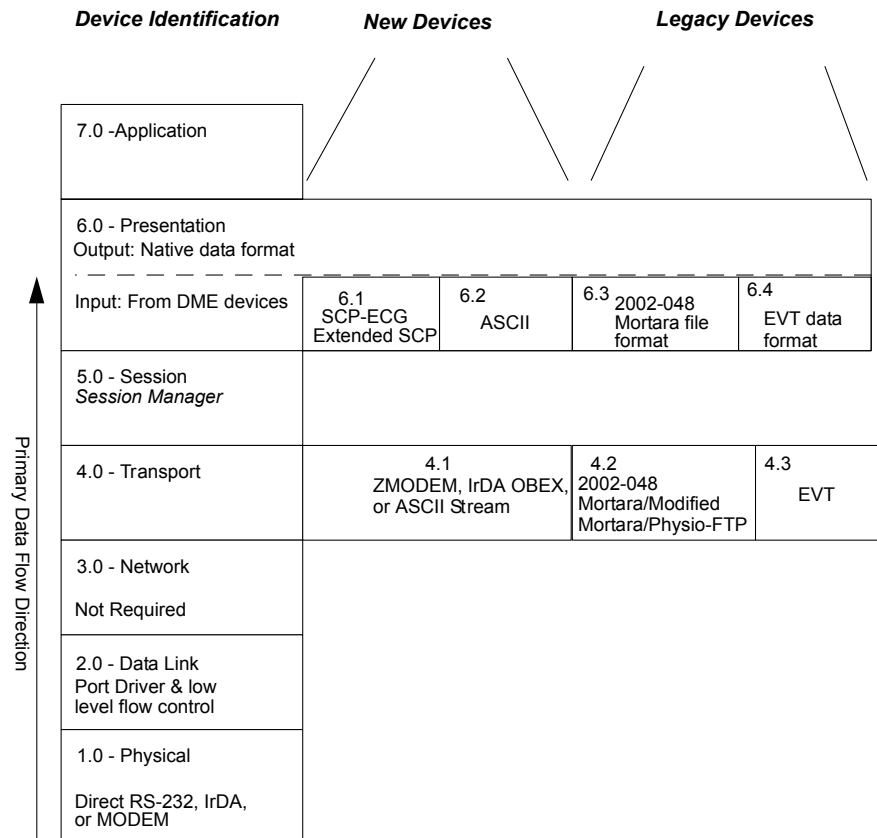 Device Identification
New Devices
Legacy Devices
7.0 -Application
6.0 - Presentation
Output: Native data format
Input: From DME devices
6.1
SCP-ECG
Extended SCP
6.2
ASCII
6.3
2002-048
Mortara file
format
6.4
EVT data
format
5.0 - Session
Session Manager
4.0 - Transport
4.1
ZMODEM, IrDA OBEX,
or ASCII Stream
4.2
2002-048
Mortara/Modified
Mortara/Physio-FTP
4.3
EVT
3.0 - Network
Not Required
2.0 - Data Link
Port Driver & low
level flow control
1.0 - Physical
Direct RS-232, IrDA,
or MODEM
Primary Data Flow Direction